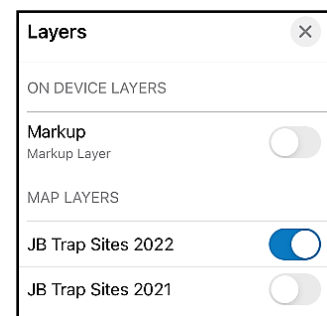 Layers
ON DEVICE LAYERS
Markup
Markup Layer
MAP LAYERS
JB Trap Sites 2022
JB Trap Sites 2021